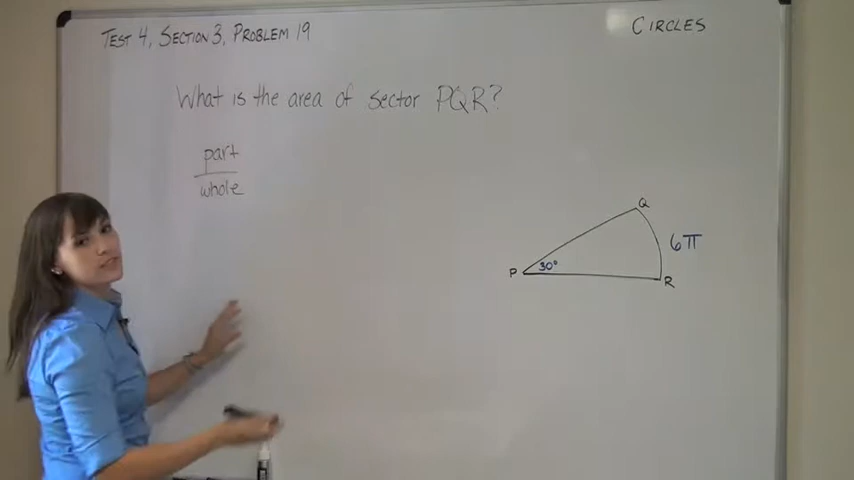 TEST 4, SECTION 3, PROBLEM 19
CIRCLES
What is the area of sector PQR?
part
whole
Q
6π
P
30°
R